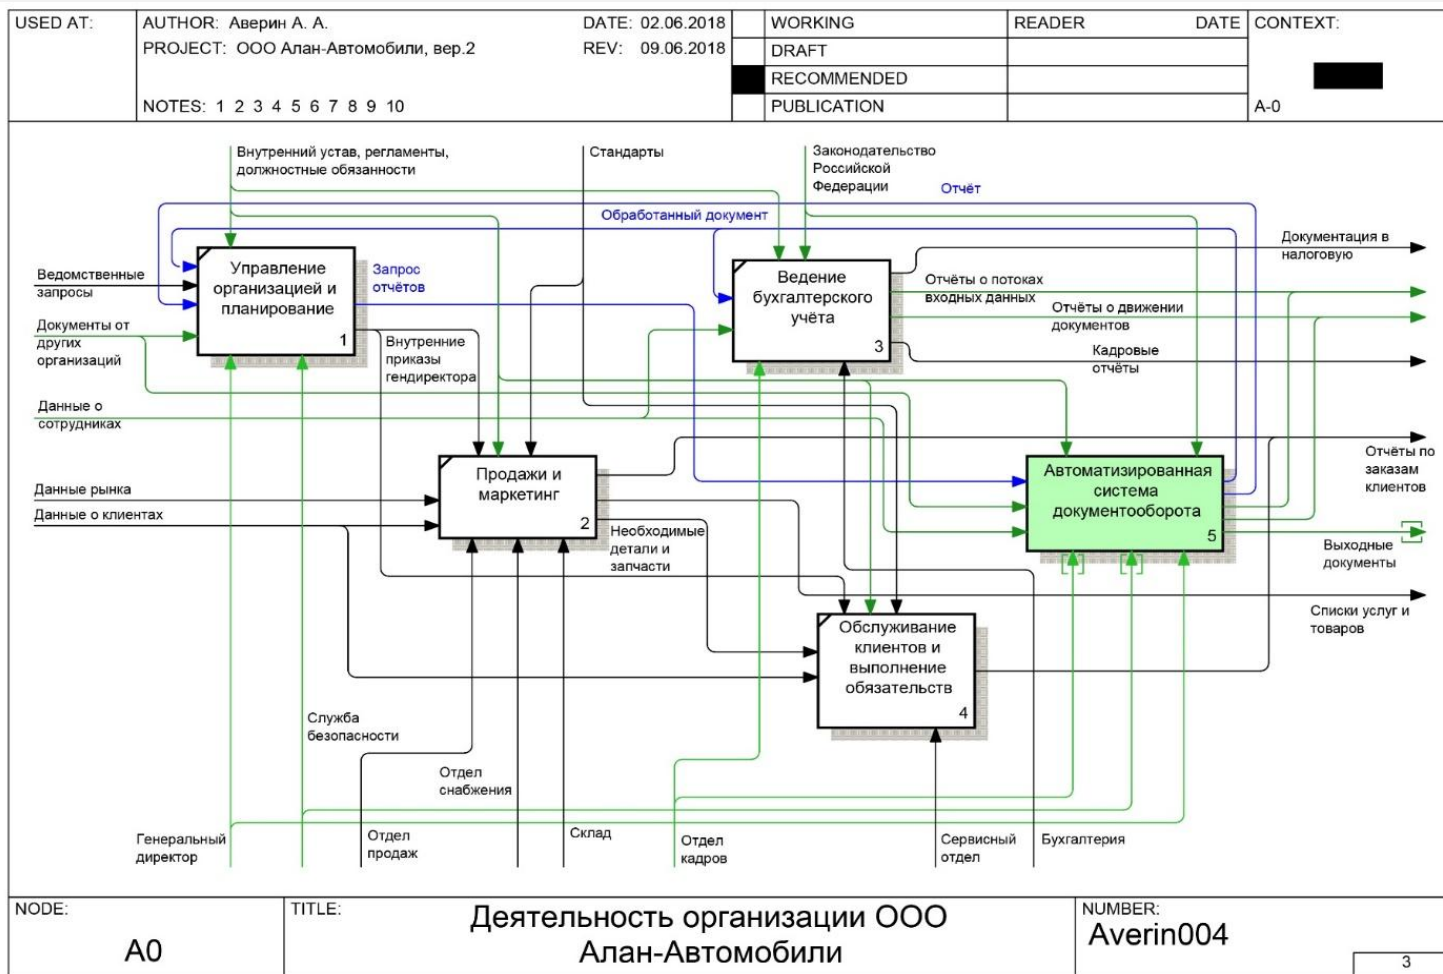 USED AT:
AUTHOR: Аверин А. А.
DATE: 02.06.2018
PROJECT: ООО Алан-Автомобили, вер.2
REV: 09.06.2018
NOTES: 1 2 3 4 5 6 7 8 9 10
WORKING
DRAFT
RECOMMENDED
PUBLICATION
READER
DATE
CONTEXT:
A-0
Внутренний устав, регламенты,
должностные обязанности
Стандарты
Законодательство
Российской
Федерации
Отчёт
Обработанный документ
Ведомственные
запросы
Документы от
других
организаций
Данные о
сотрудниках
Данные рынка
Данные о клиентах
Управление
организацией и
планирование
1
Запрос
отчётов
Внутренние
приказы
гендиректора
Ведение
бухгалтерского
учёта
3
Документация в
налоговую
Отчёты о потоках
входных данных
Отчёты о движении
документов
Кадровые
отчёты
Продажи и
маркетинг
2
Необходимые
детали и
запчасти
Автоматизированная
система
документооборота
5
Отчёты по
заказам
клиентов
Выходные
документы
Списки услуг и
товаров
Обслуживание
клиентов и
выполнение
обязательств
4
Служба
безопасности
Отдел
снабжения
Генеральный
директор
Отдел
продаж
Склад
Отдел
кадров
Сервисный
отдел
Бухгалтерия
NODE:
A0
TITLE:
Деятельность организации ООО
Алан-Автомобили
NUMBER:
Averin004
3